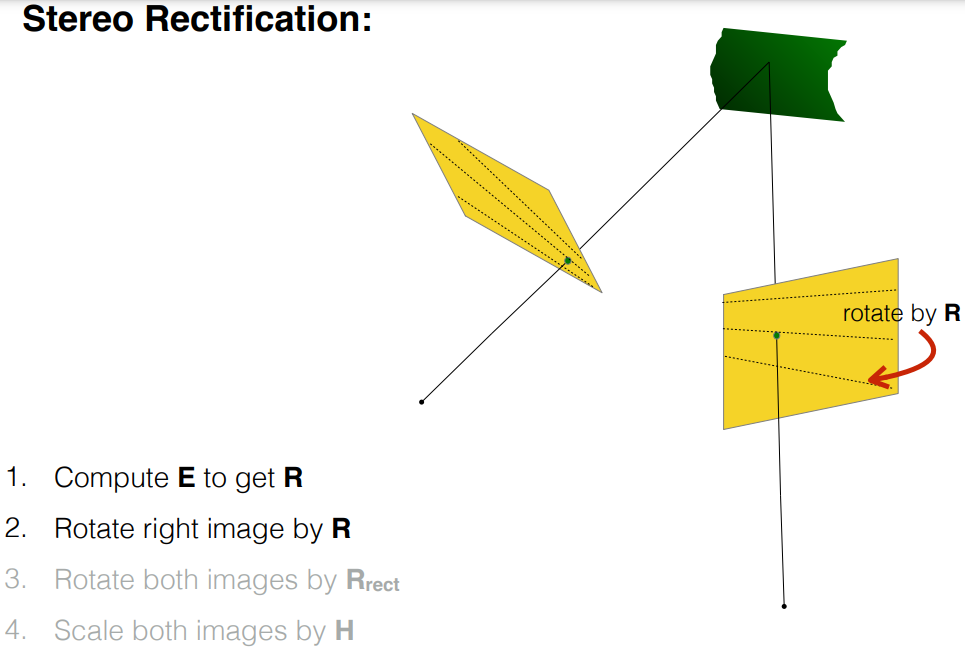 Stereo Rectification:
rotate by R
1. Compute E to get R
2. Rotate right image by R
3. Rotate both images by Rrect
4. Scale both images by H